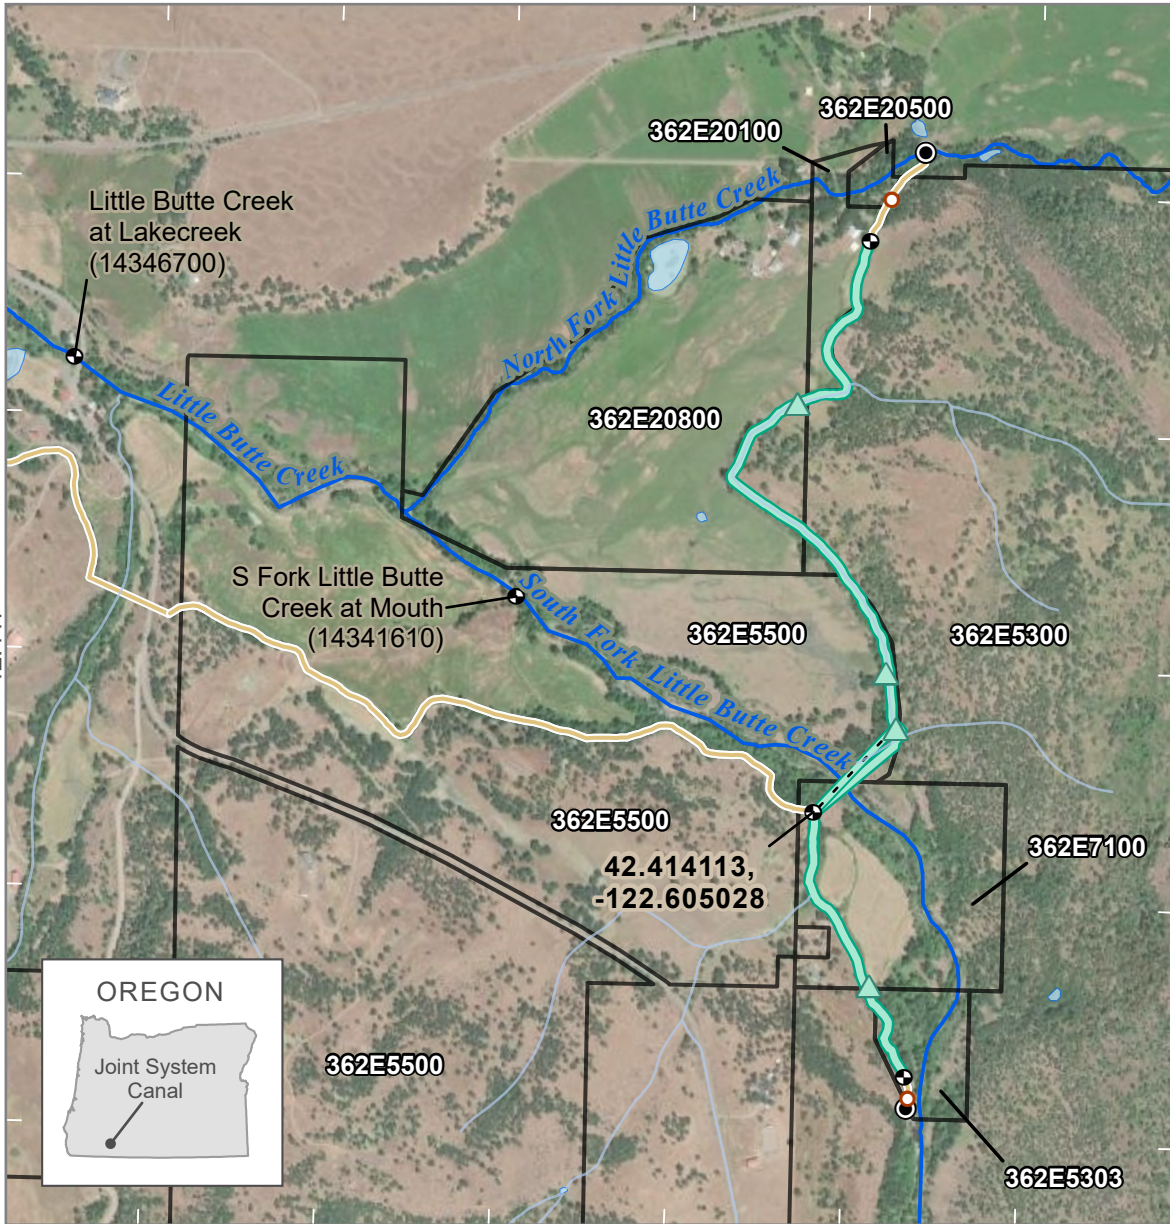 362E20500
362E20100
Little Butte Creek
at Lakecreek
(14346700)
North Fork Little Butte Creek
Little Butte Creek
362E20800
S Fork Little Butte
Creek at Mouth
(14341610)
South Fork Little Butte Creek
362E5500
362E5300
362E5500
362E7100
42.414113,
-122.605028
OREGON
Joint System
Canal
362E5500
362E5303